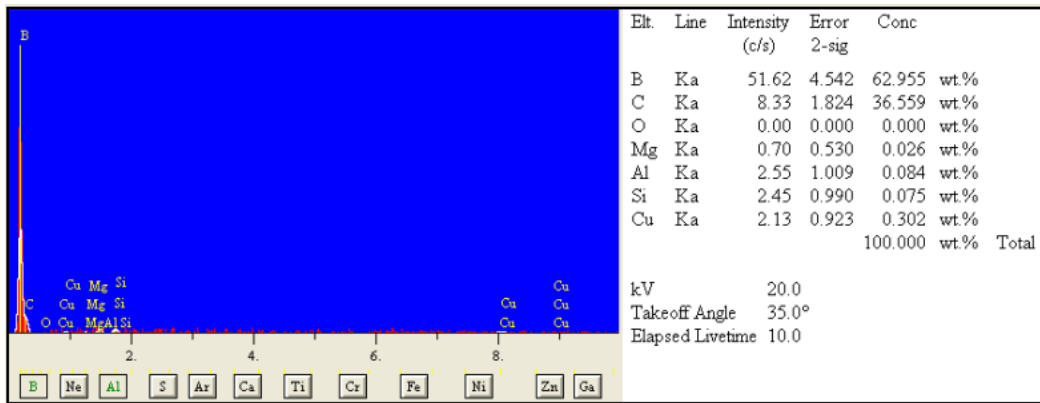 B
Cu Mg Si
C Cu Mg Si Cu Cu
O Cu Mg Al Si Cu Cu
Cu
2. 4. 6. 8.
B Ne Al S Ar Ca Ti Cr Fe Ni Zn Ga
Elt. Line Intensity Error Conc
(c/s) 2-sig
B Ka 51.62 4.542 62.955 wt.%
C Ka 8.33 1.824 36.559 wt.%
O Ka 0.00 0.000 0.000 wt.%
Mg Ka 0.70 0.530 0.026 wt.%
Al Ka 2.55 1.009 0.084 wt.%
Si Ka 2.45 0.990 0.075 wt.%
Cu Ka 2.13 0.923 0.302 wt.%
100.000 wt.% Total
kV 20.0
Takeoff Angle 35.0°
Elapsed Livetime 10.0